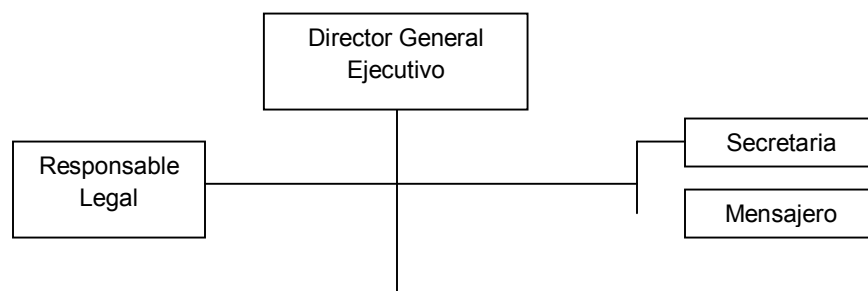 Director General
Ejecutivo
Secretaria
Responsable
Legal
Mensajero